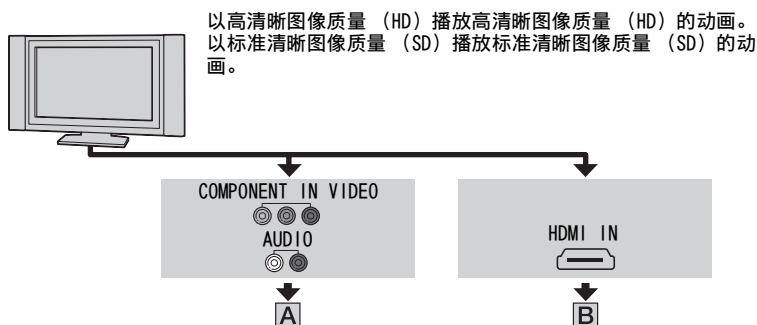 以高清晰图像质量 （HD）播放高清晰图像质量 （HD）的动画。
以标准清晰图像质量 （SD）播放标准清晰图像质量 （SD）的动
画。
COMPONENT IN VIDEO
AUDIO
HDMI IN
A
B